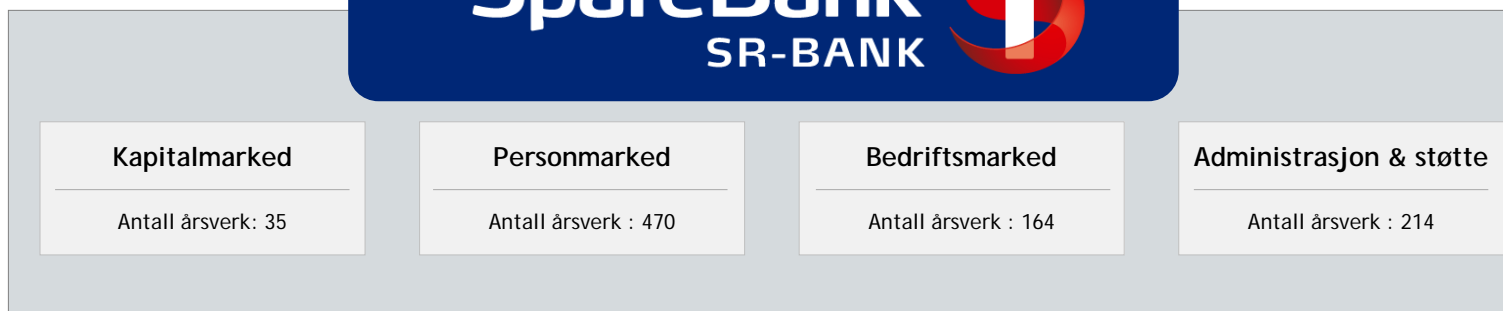 SpareBank
SR-BANK
Kapitalmarked
Antall årsverk: 35
Personmarked
Antall årsverk : 470
Bedriftsmarked
Antall årsverk : 164
Administrasjon & støtte
Antall årsverk : 214